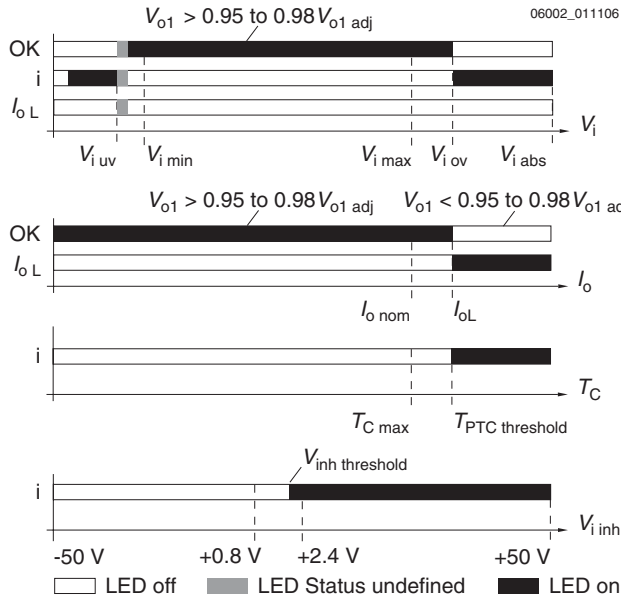 V_o1 > 0.95 to 0.98 V_o1 adj
06002_011106
OK
i
I_o L
V_i
V_i uv V_i min V_i max V_i ov V_i abs
V_o1 > 0.95 to 0.98 V_o1 adj V_o1 < 0.95 to 0.98 V_o1 ad
OK
I_o L
I_o
I_o nom I_oL
i
T_C
T_C max T_PTC threshold
V_inh threshold
i
V_i inh
-50 V +0.8 V +2.4 V +50 V
LED off LED Status undefined LED on